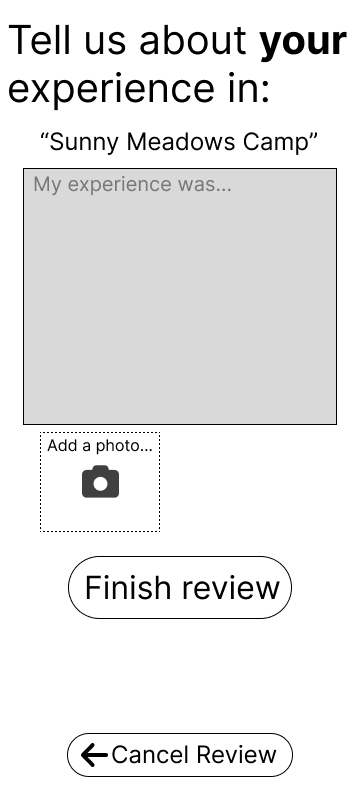 Tell us about your
experience in:
“Sunny Meadows Camp”
My experience was...
Add a photo...
Finish review
Cancel Review